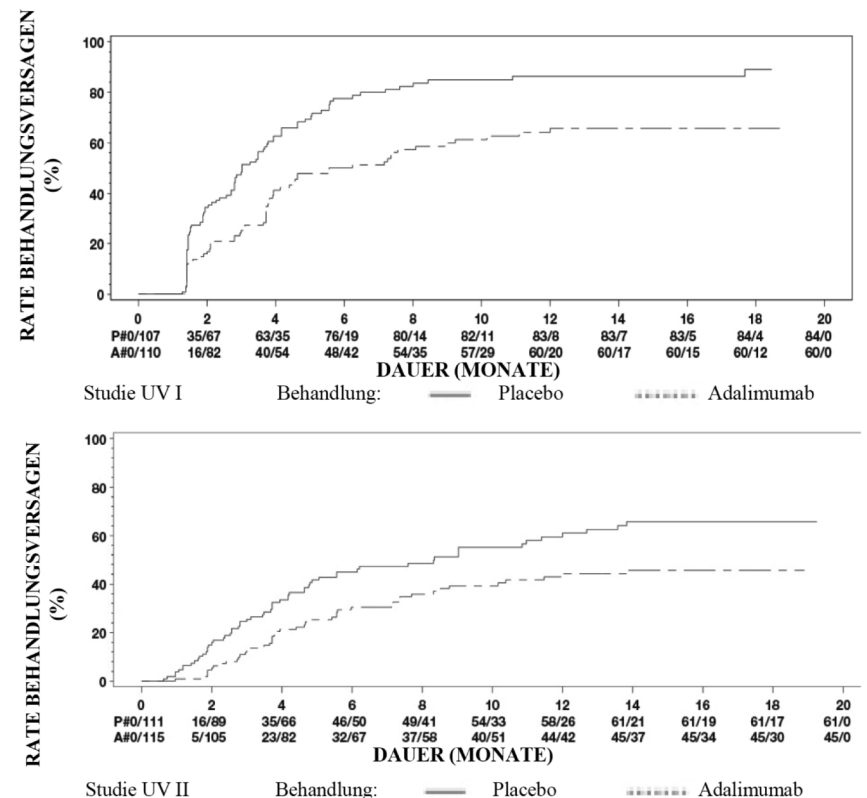 RATE BEHANDLUNGSVERSAGEN
(%)
100
80
60
40
20
0
0 2 4 6 8 10 12 14 16 18 20
P#0/107 35/67 63/35 76/19 80/14 82/11 83/8 83/7 83/5 84/4 84/0
A#0/110 16/82 40/54 48/42 54/35 57/29 60/20 60/17 60/15 60/12 60/0
DAUER (MONATE)
Studie UV I Behandlung: Placebo Adalimumab
RATE BEHANDLUNGSVERSAGEN
(%)
100
80
60
40
20
0
0 2 4 6 8 10 12 14 16 18 20
P#0/111 16/89 35/66 46/50 49/41 54/33 58/26 61/21 61/19 61/17 61/0
A#0/115 5/105 23/82 32/67 37/58 40/51 44/42 45/37 45/34 45/30 45/0
DAUER (MONATE)
Studie UV II Behandlung: Placebo Adalimumab